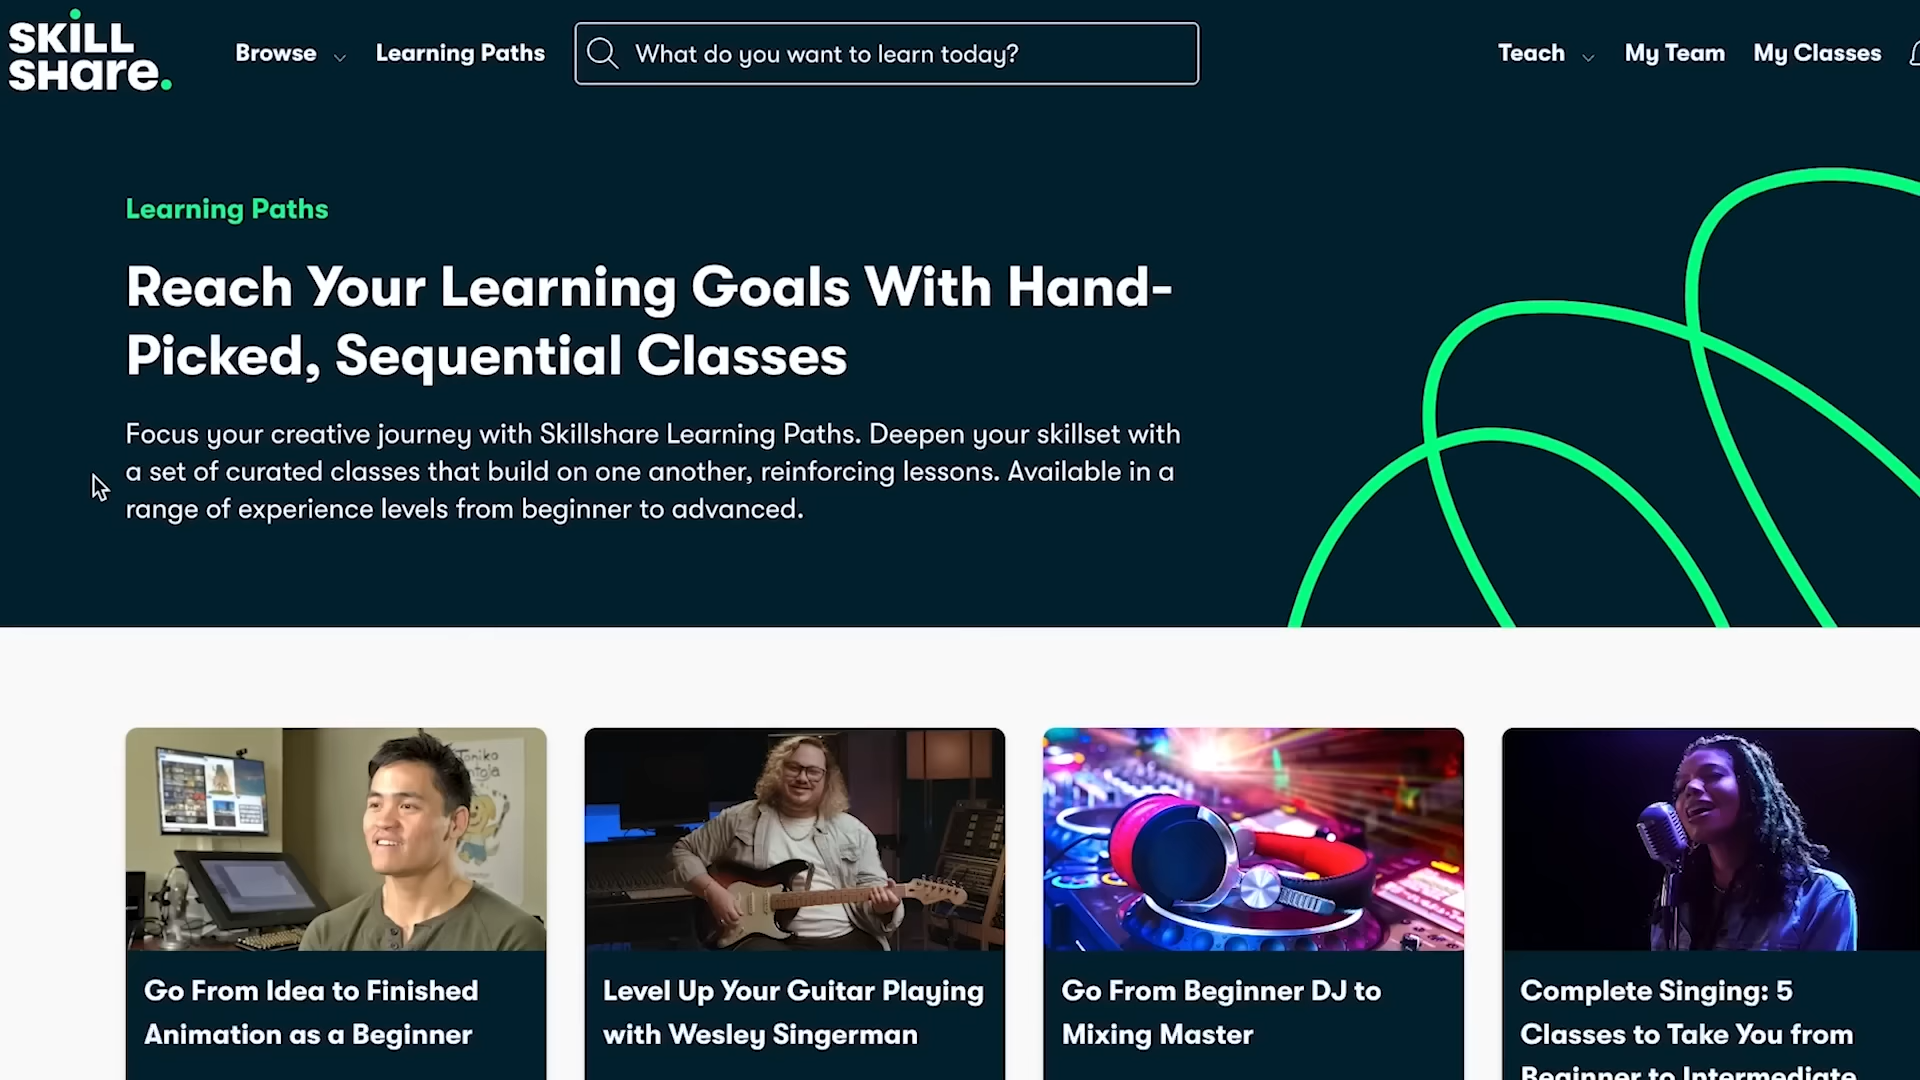 SKiLL
SHare.
Browse
Learning Paths
What do you want to learn today?
Teach
My Team
My Classes
Learning Paths
Reach Your Learning Goals With Hand-
Picked, Sequential Classes
Focus your creative journey with Skillshare Learning Paths. Deepen your skillset with
a set of curated classes that build on one another, reinforcing lessons. Available in a
range of experience levels from beginner to advanced.
Go From Idea to Finished
Animation as a Beginner
Level Up Your Guitar Playing
with Wesley Singerman
Go From Beginner DJ to
Mixing Master
Complete Singing: 5
Classes to Take You from
Beginner to Intermediate